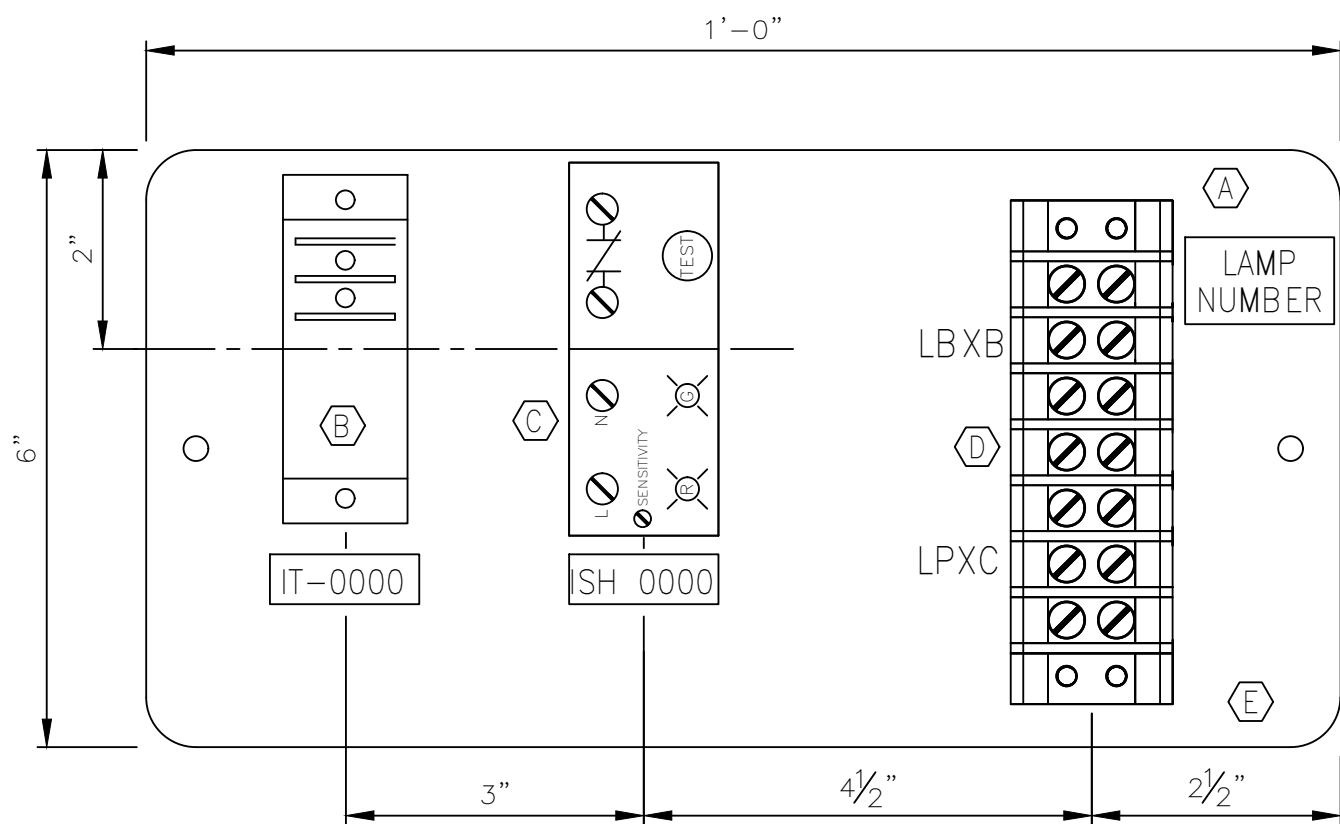 1'-0"
A
2"
TEST
LAMP
NUMBER
LBXB
6"
B
C
N
G
D
SENSITIVITY
L
R
LPXC
IT-0000
ISH 0000
E
3"
4½"
2½"